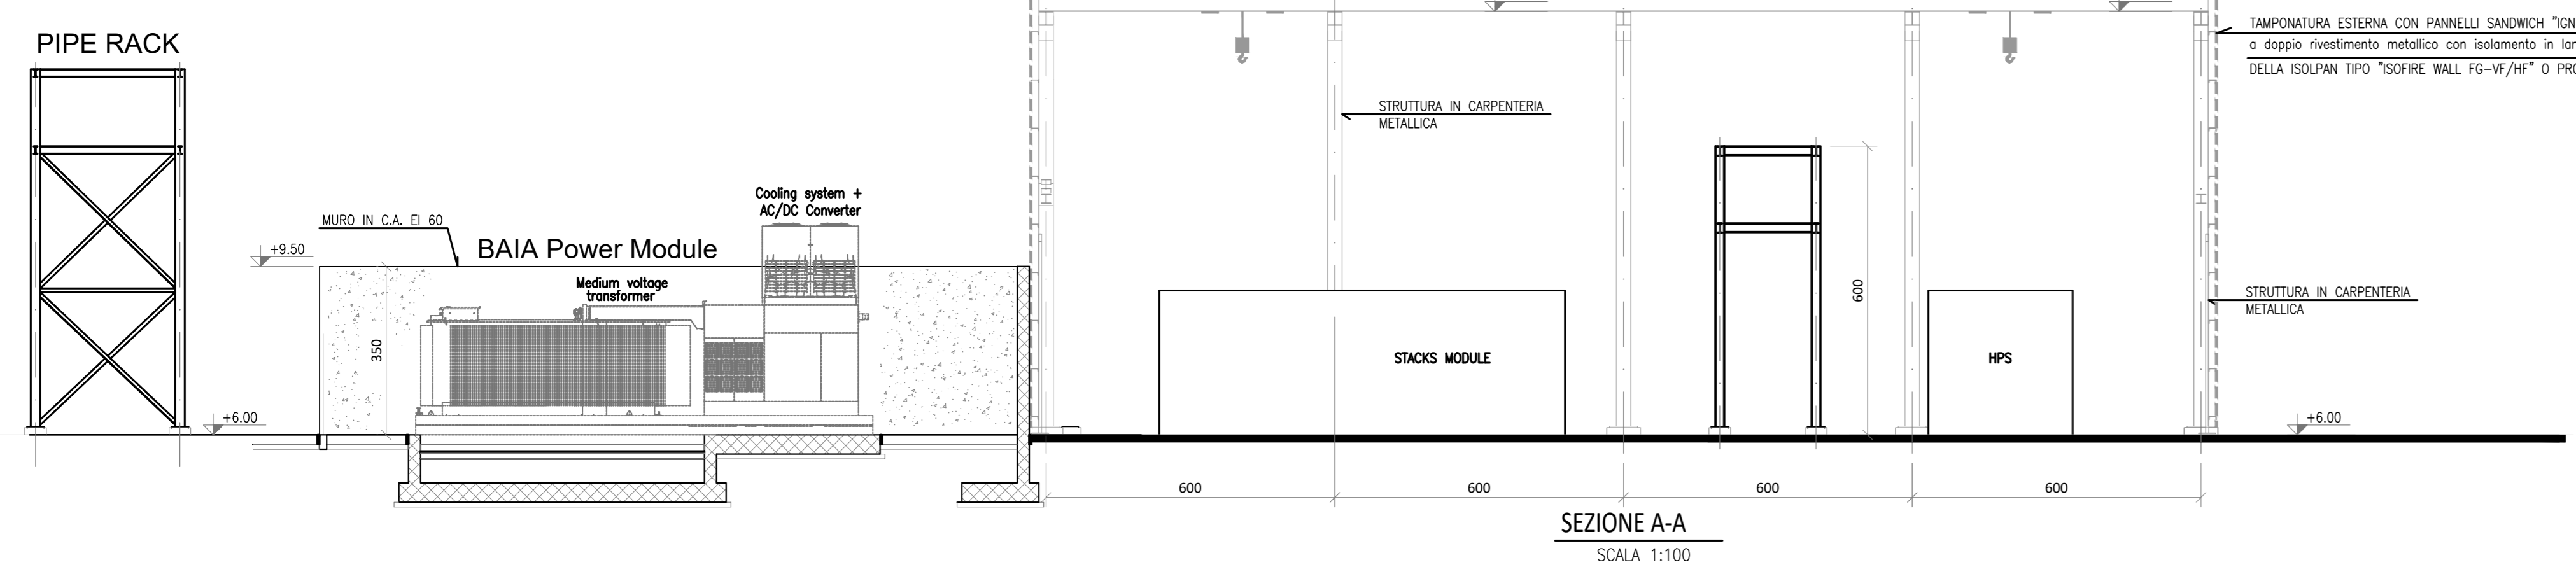 PIPE RACK
TAMPONATURA ESTERNA CON PANNELLI SANDWICH "IGN
a doppio rivestimento metallico con isolamento in lan
DELLA ISOLPAN TIPO "ISOFIRE WALL FG-VF/HF" O PRO
STRUTTURA IN CARPENTERIA
METALLICA
Cooling system +
AC/DC Converter
MURO IN C.A. EI 60
BAIA Power Module
+9.50
Medium voltage
transformer
350
600
STRUTTURA IN CARPENTERIA
METALLICA
STACKS MODULE
HPS
+6.00
+6.00
600
600
600
600
SEZIONE A-A
SCALA 1:100